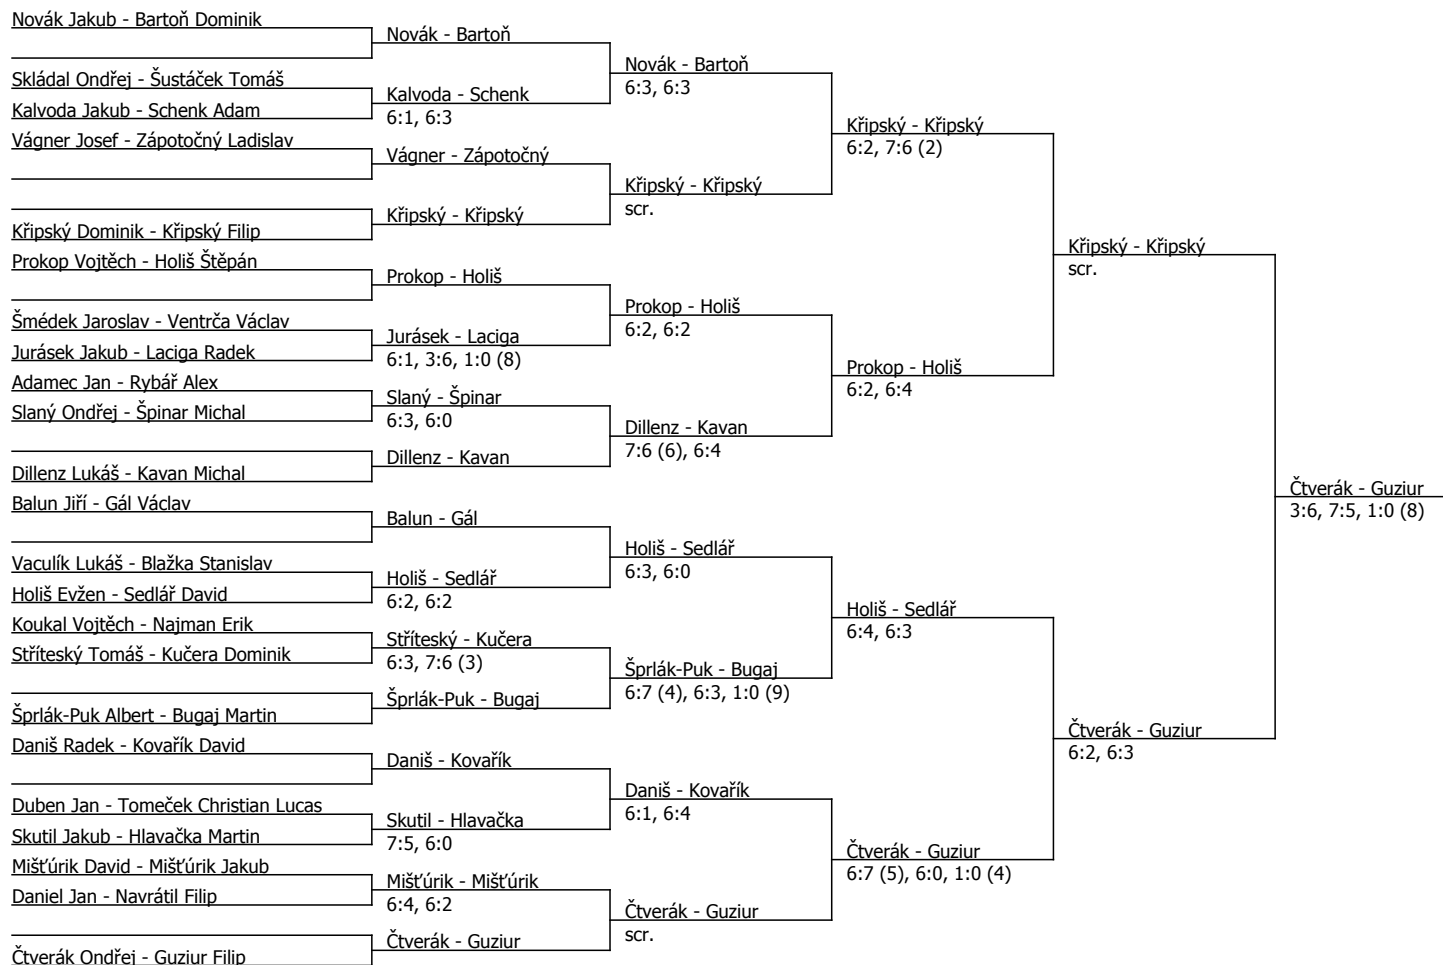 Novák Jakub - Bartoň Dominik
Skládal Ondřej - Šustáček Tomáš
Kalvoda Jakub - Schenk Adam
Vágner Josef - Zápotočný Ladislav
Křipský Dominik - Křipský Filip
Prokop Vojtěch - Holiš Štěpán
Šmédek Jaroslav - Ventrča Václav
Jurásek Jakub - Laciga Radek
Adamec Jan - Rybář Alex
Slaný Ondřej - Špinar Michal
Dillenz Lukáš - Kavan Michal
Balun Jiří - Gál Václav
Vaculík Lukáš - Blažka Stanislav
Holiš Evžen - Sedlář David
Koukal Vojtěch - Najman Erik
Stříteský Tomáš - Kučera Dominik
Šprlák-Puk Albert - Bugaj Martin
Daniš Radek - Kovařík David
Duben Jan - Tomeček Christian Lucas
Skutil Jakub - Hlavačka Martin
Mišťúrik David - Mišťúrik Jakub
Daniel Jan - Navrátil Filip
Čtverák Ondřej - Guziur Filip
Novák - Bartoň
Kalvoda - Schenk
6:1, 6:3
Vágner - Zápotočný
Křipský - Křipský
Prokop - Holiš
Jurásek - Laciga
6:1, 3:6, 1:0 (8)
Slaný - Špinar
6:3, 6:0
Dillenz - Kavan
Balun - Gál
Holiš - Sedlář
6:2, 6:2
Stříteský - Kučera
6:3, 7:6 (3)
Šprlák-Puk - Bugaj
Daniš - Kovařík
Skutil - Hlavačka
7:5, 6:0
Mišťúrik - Mišťúrik
6:4, 6:2
Čtverák - Guziur
Novák - Bartoň
6:3, 6:3
Křipský - Křipský
scr.
Prokop - Holiš
6:2, 6:2
Dillenz - Kavan
7:6 (6), 6:4
Holiš - Sedlář
6:3, 6:0
Šprlák-Puk - Bugaj
6:7 (4), 6:3, 1:0 (9)
Daniš - Kovařík
6:1, 6:4
Čtverák - Guziur
scr.
Křipský - Křipský
6:2, 7:6 (2)
Prokop - Holiš
6:2, 6:4
Holiš - Sedlář
6:4, 6:3
Čtverák - Guziur
6:7 (5), 6:0, 1:0 (4)
Křipský - Křipský
scr.
Čtverák - Guziur
6:2, 6:3
Čtverák - Guziur
3:6, 7:5, 1:0 (8)